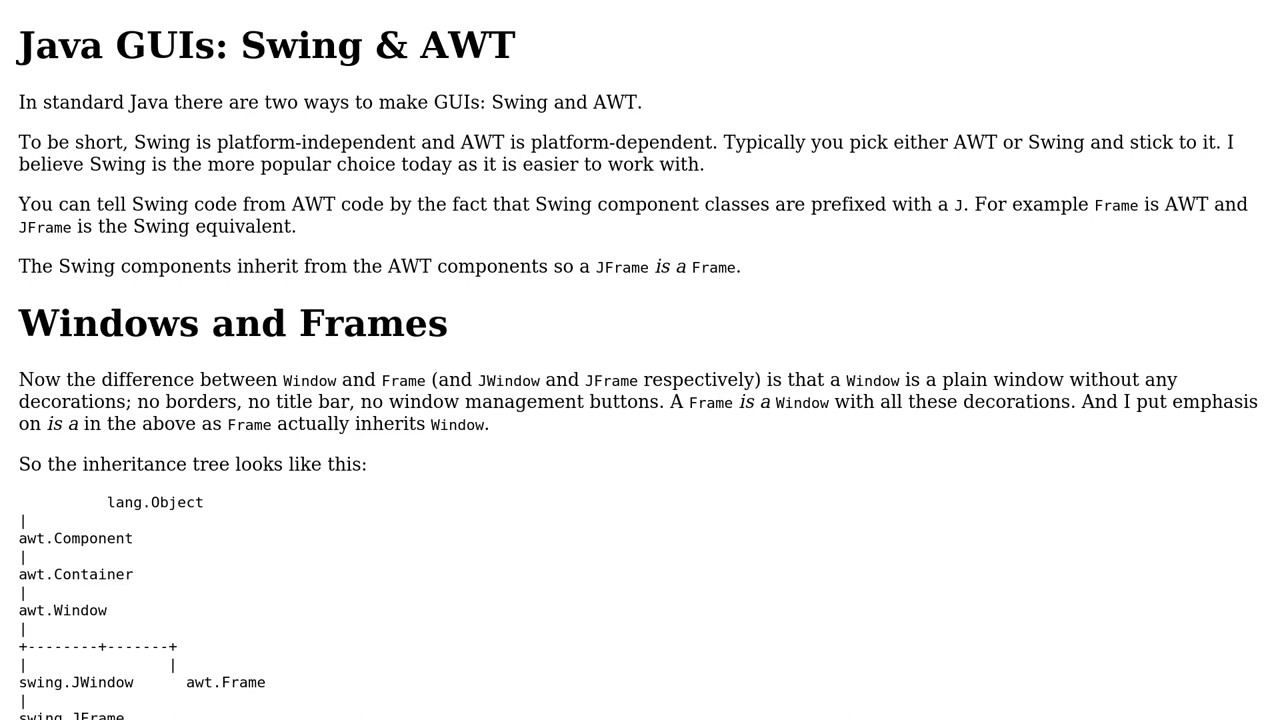 Java GUIs: Swing & AWT
In standard Java there are two ways to make GUIs: Swing and AWT.
To be short, Swing is platform-independent and AWT is platform-dependent. Typically you pick either AWT or Swing and stick to it. I
believe Swing is the more popular choice today as it is easier to work with.
You can tell Swing code from AWT code by the fact that Swing component classes are prefixed with a J. For example Frame is AWT and
JFrame is the Swing equivalent.
The Swing components inherit from the AWT components so a JFrame is a Frame.
Windows and Frames
Now the difference between Window and Frame (and JWindow and JFrame respectively) is that a Window is a plain window without any
decorations; no borders, no title bar, no window management buttons. A Frame is a Window with all these decorations. And I put emphasis
on is a in the above as Frame actually inherits Window.
So the inheritance tree looks like this:
          lang.Object
|
awt.Component
|
awt.Container
|
awt.Window
|
+--------+-------+
|                |
swing.JWindow      awt.Frame
|
swing.JFrame